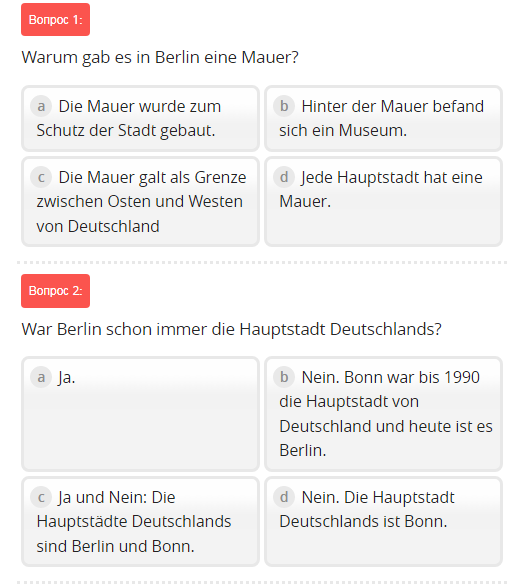 Вопрос 1:
Warum gab es in Berlin eine Mauer?
a Die Mauer wurde zum
Schutz der Stadt gebaut.
b Hinter der Mauer befand
sich ein Museum.
c Die Mauer galt als Grenze
zwischen Osten und Westen
von Deutschland
d Jede Hauptstadt hat eine
Mauer.
Вопрос 2:
War Berlin schon immer die Hauptstadt Deutschlands?
a Ja.
b Nein. Bonn war bis 1990
die Hauptstadt von
Deutschland und heute ist es
Berlin.
c Ja und Nein: Die
Hauptstädte Deutschlands
sind Berlin und Bonn.
d Nein. Die Hauptstadt
Deutschlands ist Bonn.